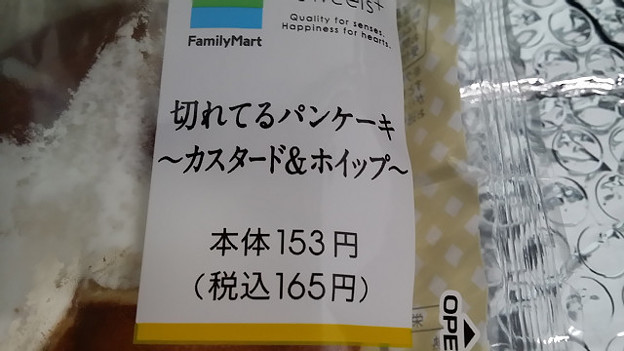 Quality for senses.
Happiness for hearts.
FamilyMart
切れてるパンケーキ
～カスタード&ホイップ～
本体153円
(税込165円)